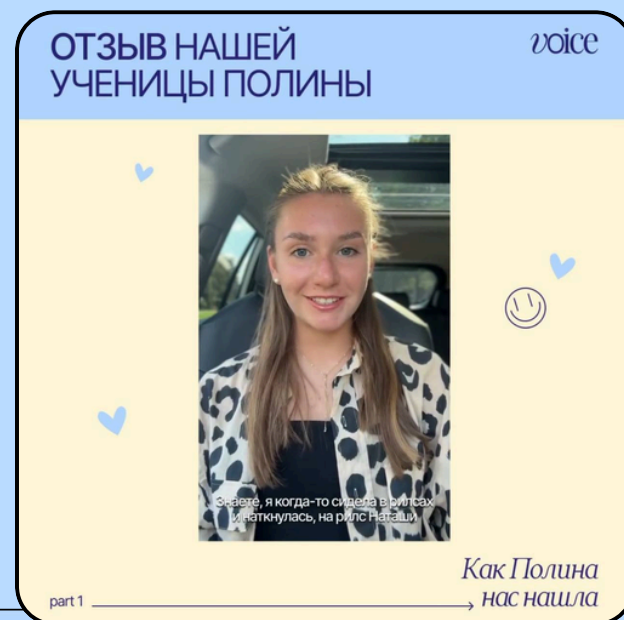 ОТЗЫВ НАШЕЙ
УЧЕНИЦЫ ПОЛИНЫ
voice
Знаете, я когда-то сидела в рилсах
и наткнулась, на рилс Наташи
Как Полина
нас нашла
part 1